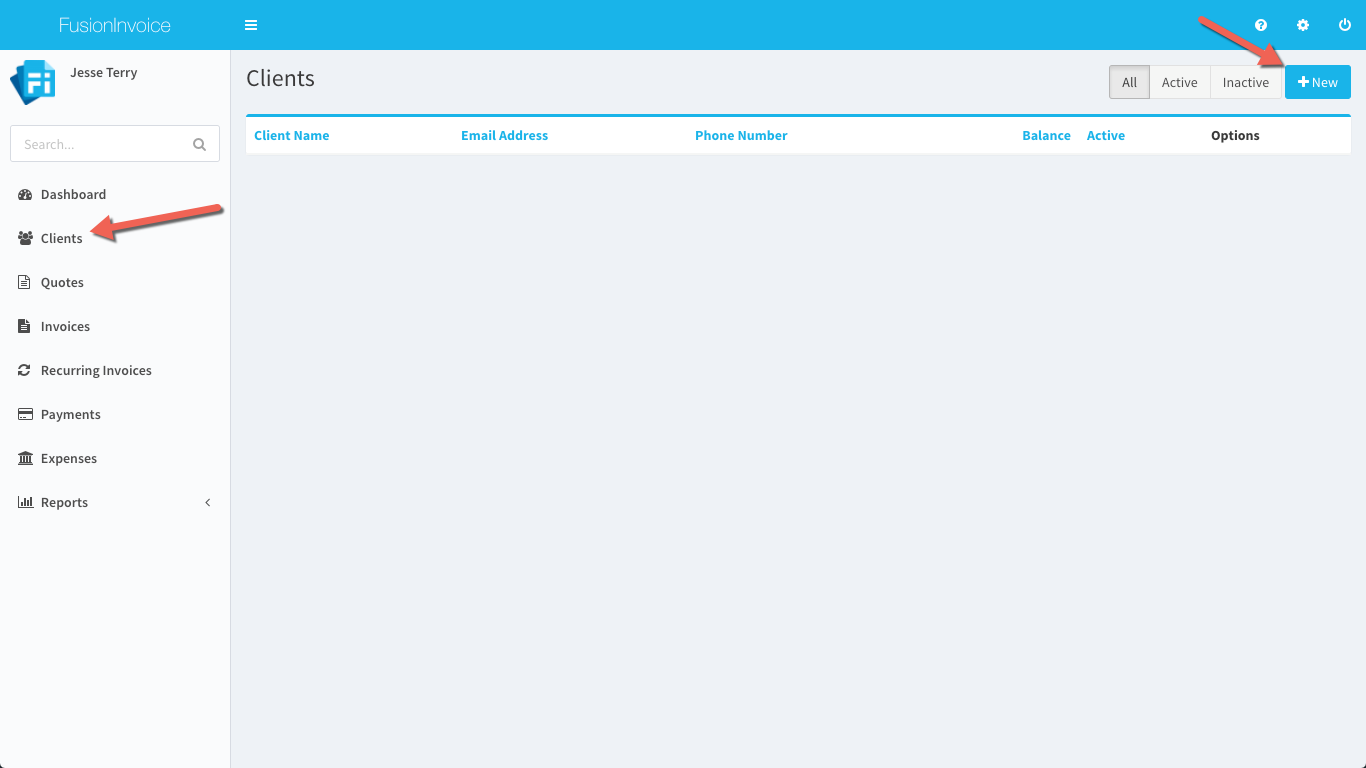 FusionInvoice
Fi
Jesse Terry
Search...
Dashboard
Clients
Quotes
Invoices
Recurring Invoices
Payments
Expenses
Reports
Clients
All Active Inactive New
Client Name Email Address Phone Number Balance Active Options